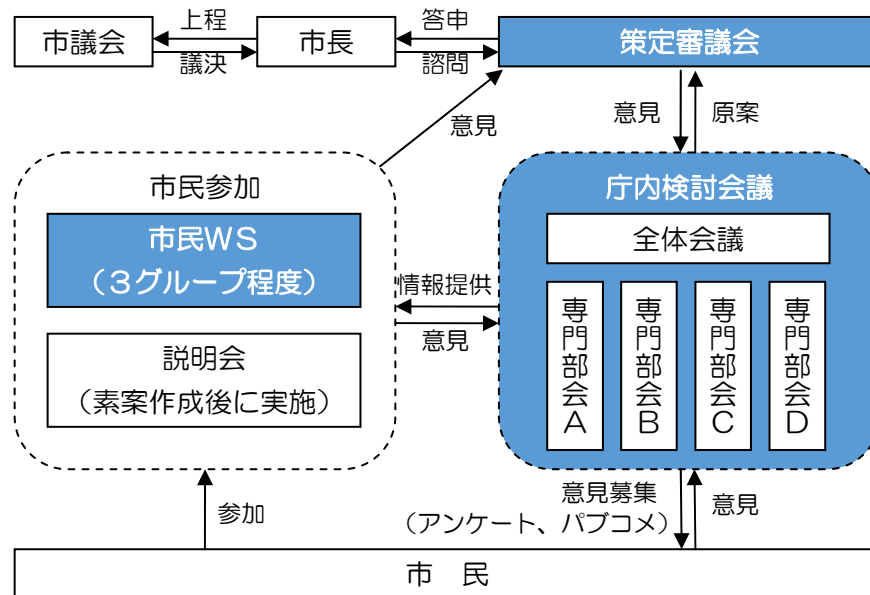 上程
答申
市議会
市長
策定審議会
議決
諮問
意見
意見
原案
市民参加
市民WS
（３グループ程度）
説明会
（素案作成後に実施）
情報提供
意見
庁内検討会議
全体会議
専門部会A
専門部会B
専門部会C
専門部会D
参加
意見募集
（アンケート、パブコメ）
意見
市　民